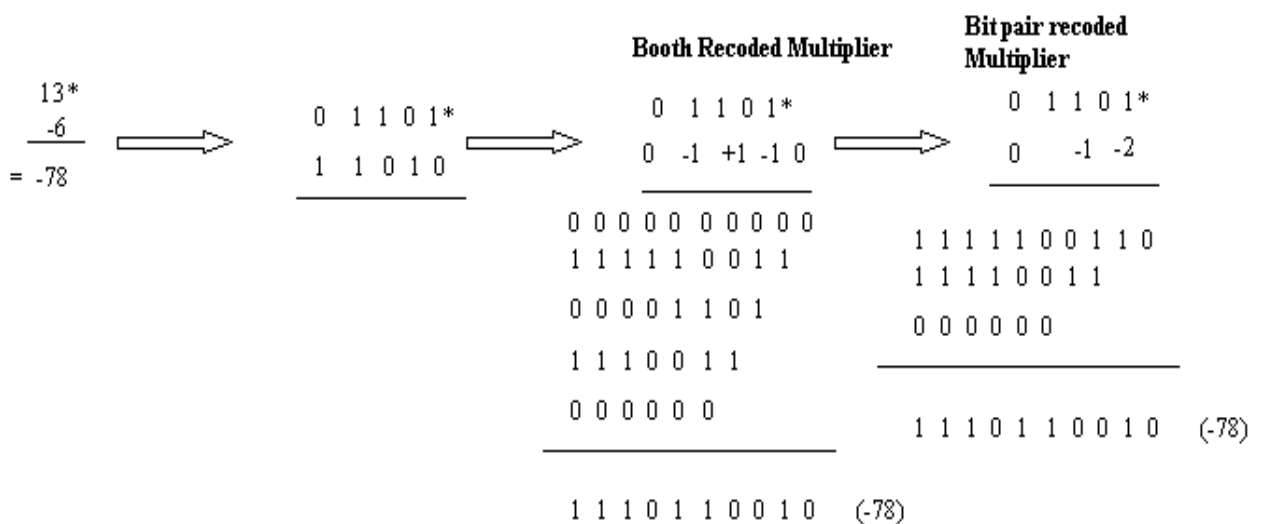 13*
-6
= -78
0 1 1 0 1*
1 1 0 1 0
Booth Recoded Multiplier
0 1 1 0 1*
0 -1 +1 -1 0
0 0 0 0 0 0 0 0 0 0
1 1 1 1 1 0 0 1 1
0 0 0 0 1 1 0 1
1 1 1 0 0 1 1
0 0 0 0 0 0
1 1 1 0 1 1 0 0 1 0 (-78)
Bit pair recoded
Multiplier
0 1 1 0 1*
0 -1 -2
1 1 1 1 1 0 0 1 1 0
1 1 1 1 0 0 1 1
0 0 0 0 0 0
1 1 1 0 1 1 0 0 1 0 (-78)